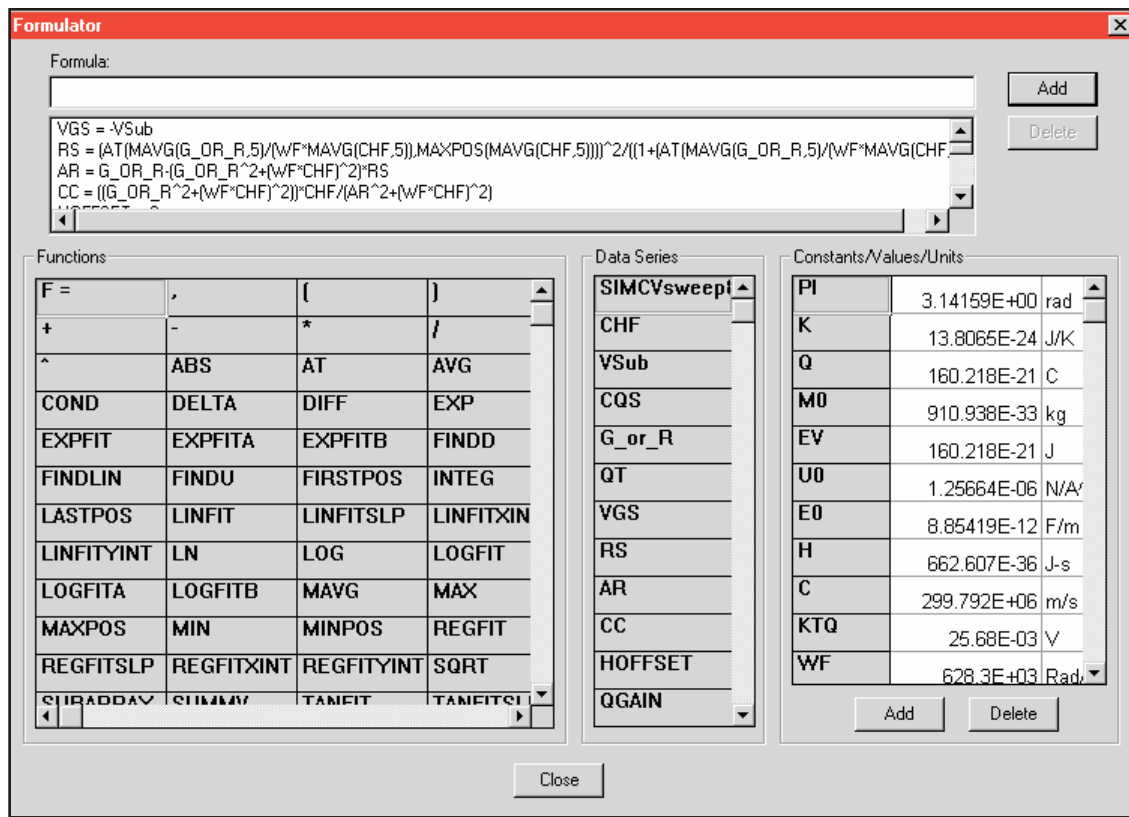 Formulator
Formula:
Add
Delete
VGS = -VSub
RS = (AT(MAVG(G_OR_R,5)/(WF*MAVG(CHF,5)),MAXPOS(MAVG(CHF,5))))^2/((1+(AT(MAVG(G_OR_R,5)/(WF*MAVG(CHF,
AR = G_OR_R-(G_OR_R^2+(WF*CHF)^2)*RS
CC = ((G_OR_R^2+(WF*CHF)^2))*CHF/(AR^2+(WF*CHF)^2)
Functions
F = , ( )
+ - * /
^ ABS AT AVG
COND DELTA DIFF EXP
EXPFIT EXPFITA EXPFITB FINDD
FINDLIN FINDU FIRSTPOS INTEG
LASTPOS LINFIT LINFITSLP LINFITXIN
LINFITYINT LN LOG LOGFIT
LOGFITA LOGFITB MAVG MAX
MAXPOS MIN MINPOS REGFIT
REGFITSLP REGFITXINT REGFITYINT SQRT
SUBARRAY SUMMV TANFIT TANFITSL
Data Series
SIMCVsweept
CHF
VSub
CQS
G_or_R
QT
VGS
RS
AR
CC
HOFFSET
QGAIN
Constants/Values/Units
PI 3.14159E+00 rad
K 13.8065E-24 J/K
Q 160.218E-21 C
M0 910.938E-33 kg
EV 160.218E-21 J
U0 1.25664E-06 N/A
E0 8.85419E-12 F/m
H 662.607E-36 J-s
C 299.792E+06 m/s
KTQ 25.68E-03 V
WF 628.3E+03 Rad/
Add Delete
Close